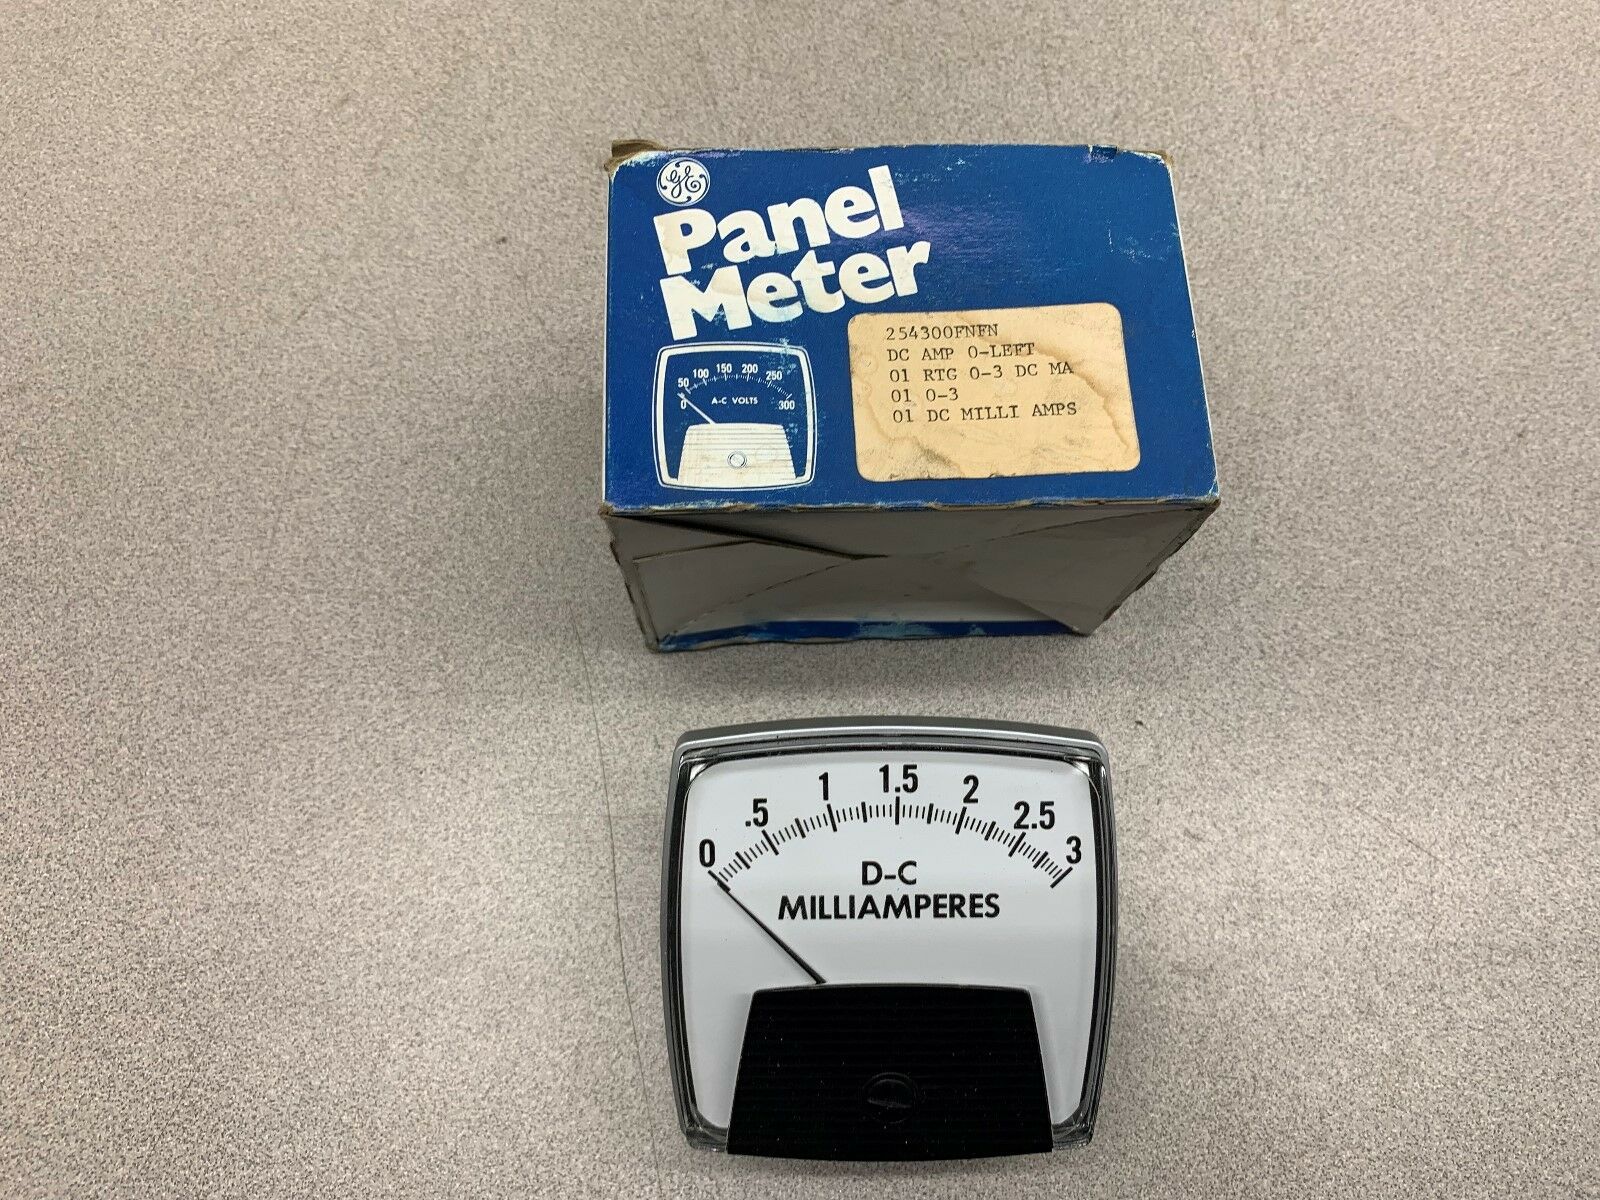 GE
Panel
Meter
0 50 100 150 200 250 300
A-C VOLTS
254300FNFN
DC AMP 0-LEFT
01 RTG 0-3 DC MA
01 0-3
01 DC MILLI AMPS
0 .5 1 1.5 2 2.5 3
D-C
MILLIAMPERES